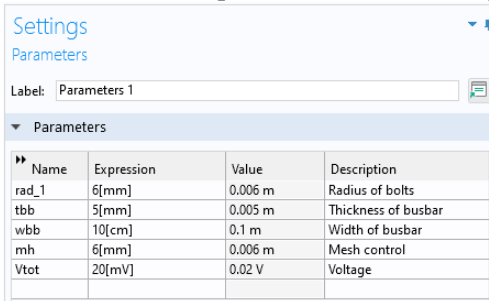 Settings
Parameters
Label: Parameters 1
Parameters
Name Expression Value Description
rad_1 6[mm] 0.006 m Radius of bolts
tbb 5[mm] 0.005 m Thickness of busbar
wbb 10[cm] 0.1 m Width of busbar
mh 6[mm] 0.006 m Mesh control
Vtot 20[mV] 0.02 V Voltage